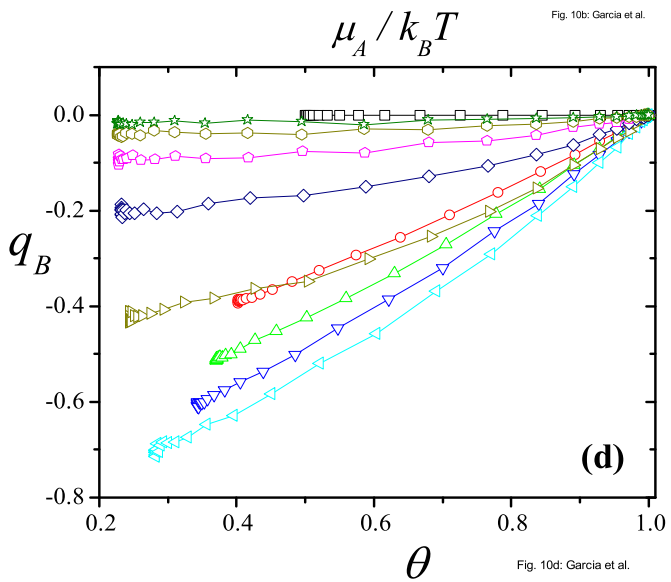 Fig. 10b: Garcia et al.
μ_A / k_B T
0.0
-0.2
q_B
-0.4
-0.6
(d)
-0.8
0.2 0.4 0.6 0.8 1.0
θ
Fig. 10d: Garcia et al.